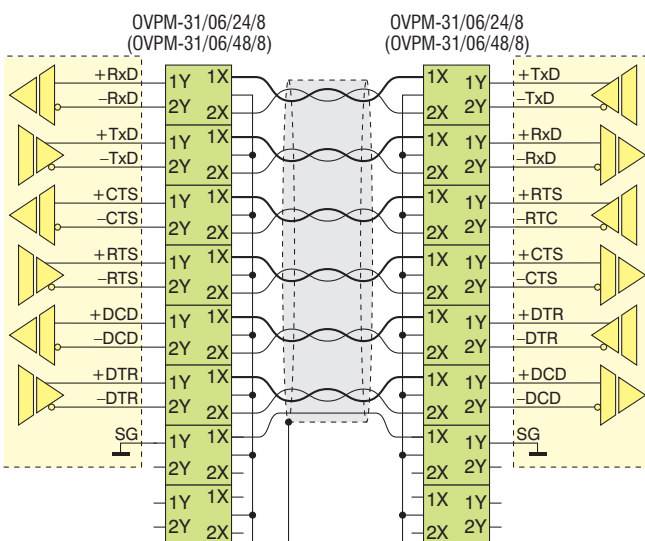 OVPM-31/06/24/8 OVPM-31/06/24/8
(OVPM-31/06/48/8) (OVPM-31/06/48/8)
+RxD 1Y 1X 1X 1Y +TxD
–RxD 2Y 2X 2X 2Y –TxD
+TxD 1Y 1X 1X 1Y +RxD
–TxD 2Y 2X 2X 2Y –RxD
+CTS 1Y 1X 1X 1Y +RTS
–CTS 2Y 2X 2X 2Y –RTC
+RTS 1Y 1X 1X 1Y +CTS
–RTS 2Y 2X 2X 2Y –CTS
+DCD 1Y 1X 1X 1Y +DTR
–DCD 2Y 2X 2X 2Y –DTR
+DTR 1Y 1X 1X 1Y +DCD
–DTR 2Y 2X 2X 2Y –DCD
SG 1Y 1X 1X 1Y SG
2Y 2X 2X 2Y
1Y 1X 1X 1Y
2Y 2X 2X 2Y